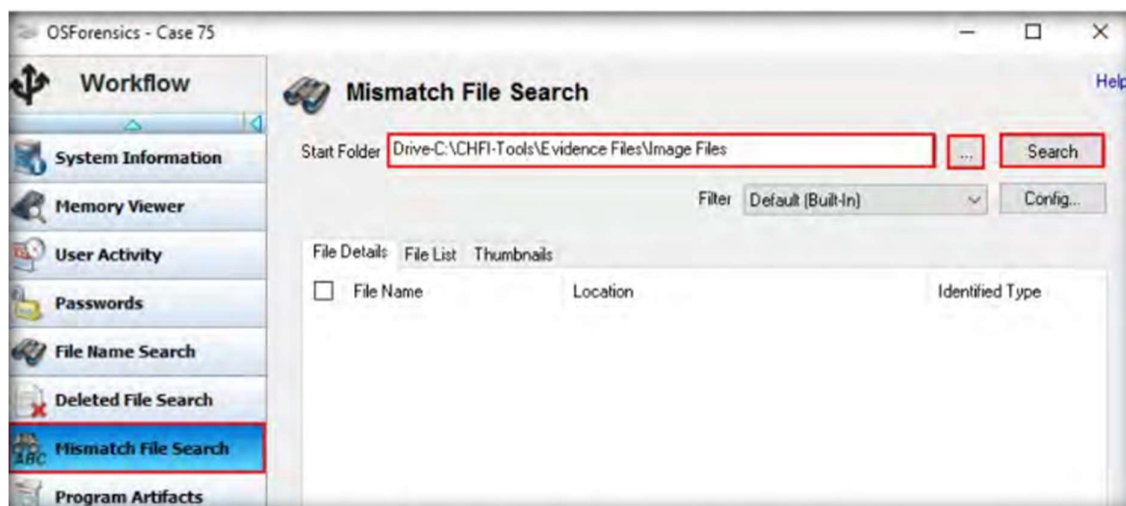 OSForensics - Case 75
Workflow
System Information
Memory Viewer
User Activity
Passwords
File Name Search
Deleted File Search
ABC
Mismatch File Search
Program Artifacts
Mismatch File Search
Help
Start Folder Drive-C:\CHFI-Tools\Evidence Files\Image Files ... Search
Filter Default (Built-In) Config...
File Details File List Thumbnails
File Name Location Identified Type